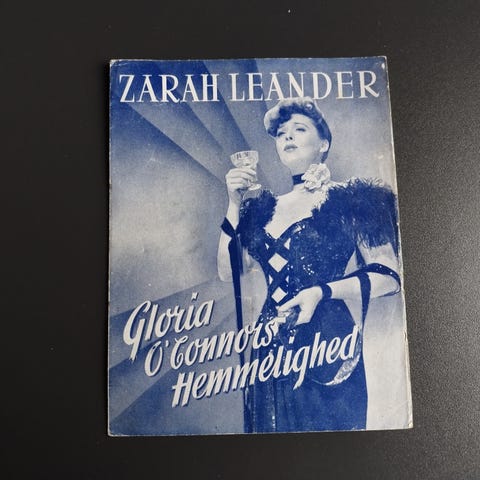 ZARAH LEANDER
Gloria
O'Connors
Hemmelighed